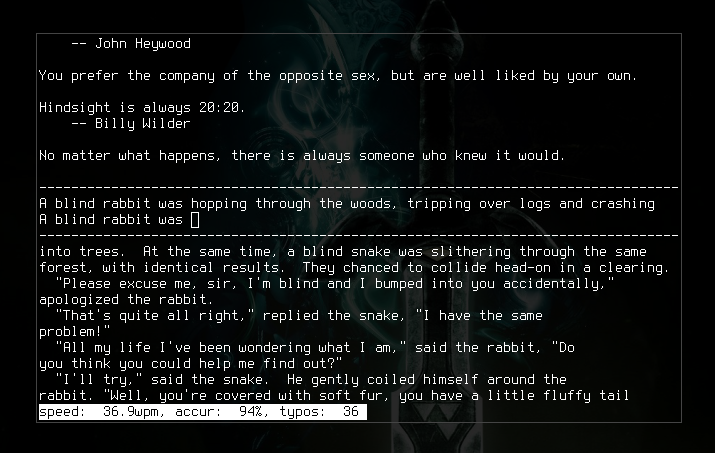 -- John Heywood
You prefer the company of the opposite sex, but are well liked by your own.
Hindsight is always 20:20.
-- Billy Wilder
No matter what happens, there is always someone who knew it would.
--------------------------------------------------------------------------------
A blind rabbit was hopping through the woods, tripping over logs and crashing
A blind rabbit was
--------------------------------------------------------------------------------
into trees.  At the same time, a blind snake was slithering through the same
forest, with identical results.  They chanced to collide head-on in a clearing.
"Please excuse me, sir, I'm blind and I bumped into you accidentally,"
apologized the rabbit.
"That's quite all right," replied the snake, "I have the same
problem!"
"All my life I've been wondering what I am," said the rabbit, "Do
you think you could help me find out?"
"I'll try," said the snake.  He gently coiled himself around the
rabbit. "Well, you're covered with soft fur, you have a little fluffy tail
speed:  36.9wpm, accur:  94%, typos:  36